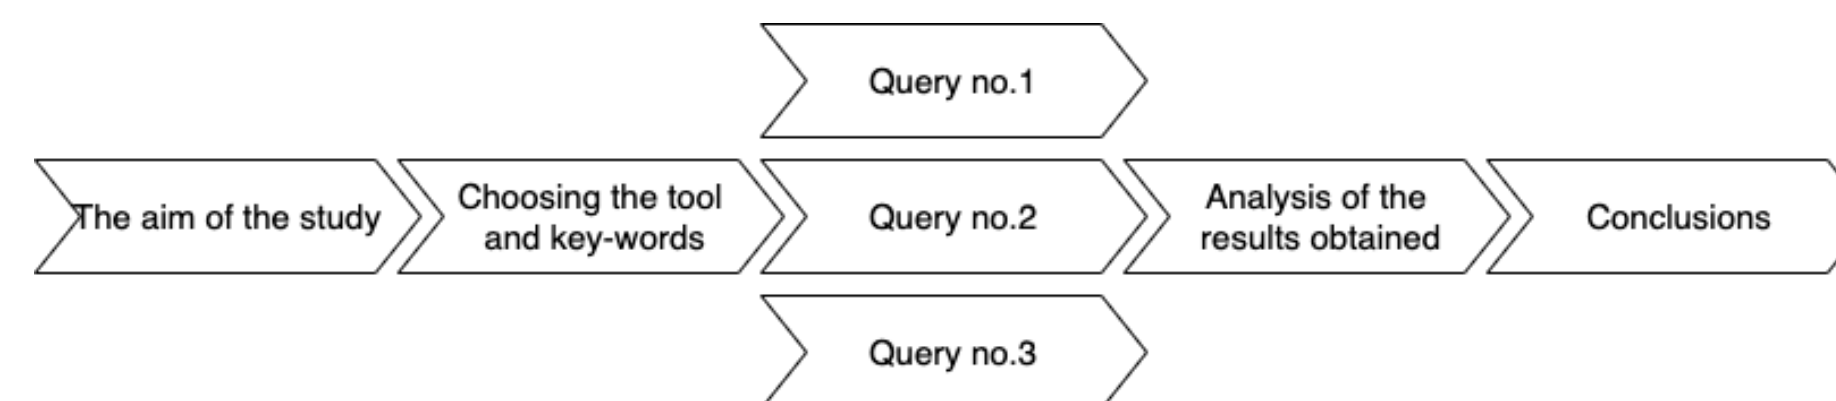 Query no.1
The aim of the study
Choosing the tool
and key-words
Query no.2
Analysis of the
results obtained
Conclusions
Query no.3